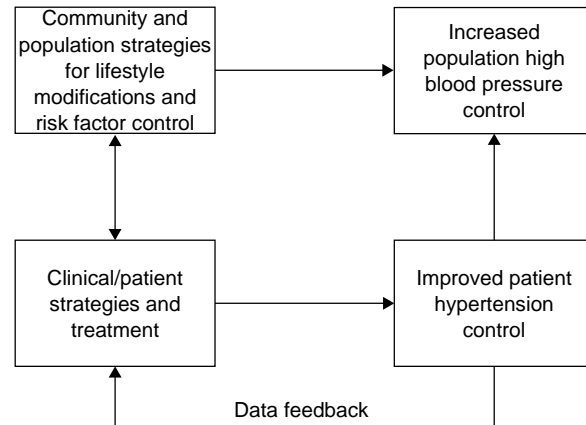 Community and
population strategies
for lifestyle
modifications and
risk factor control
Increased
population high
blood pressure
control
Clinical/patient
strategies and
treatment
Improved patient
hypertension
control
Data feedback